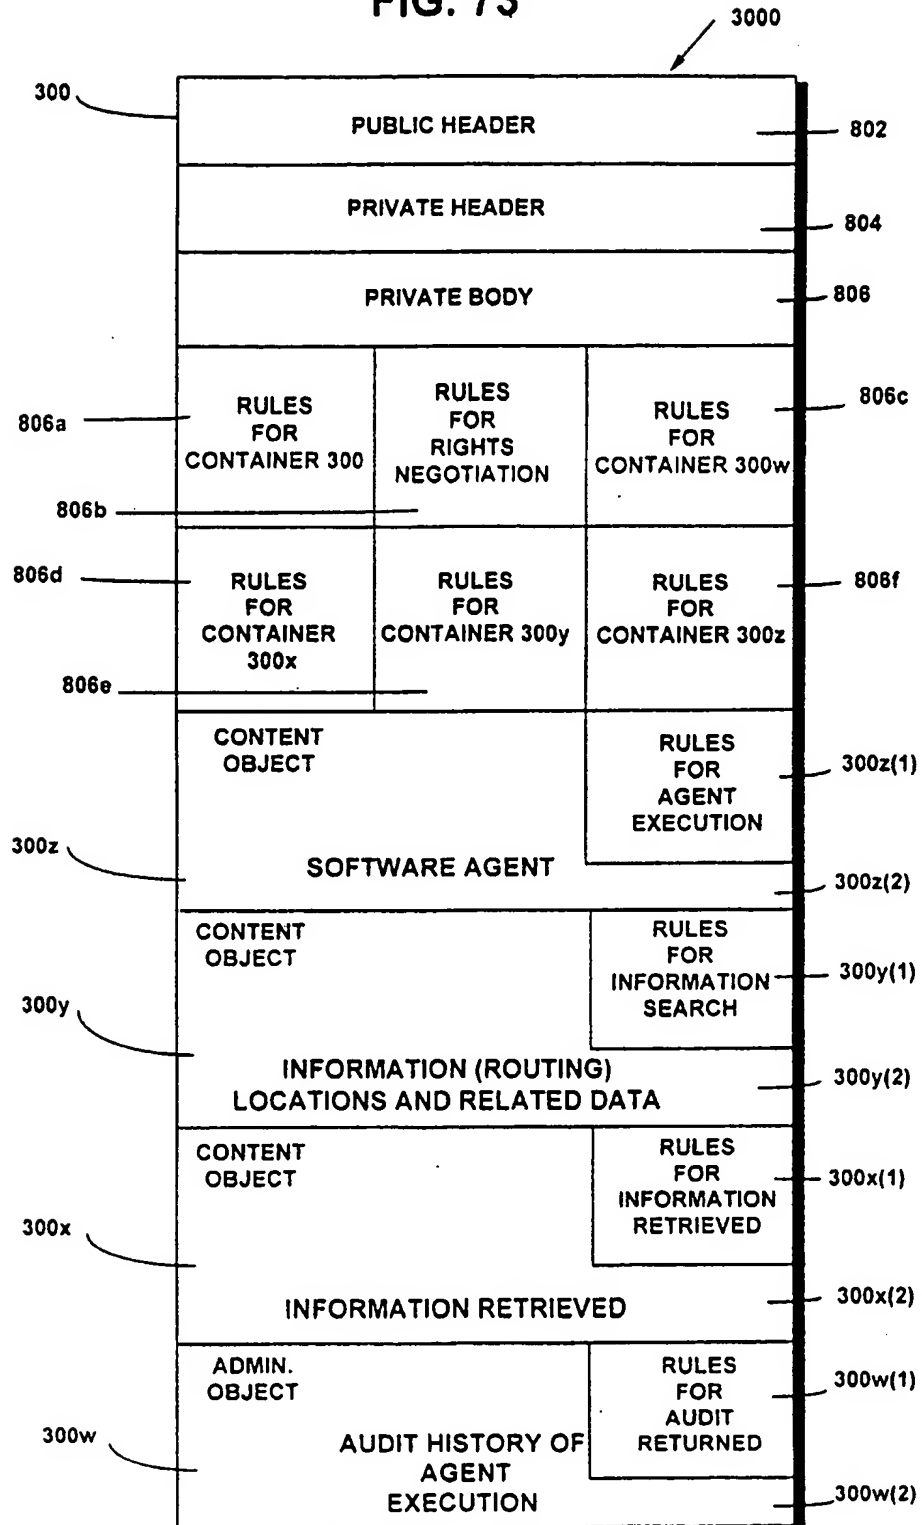 FIG. 73
3000
300
PUBLIC HEADER
802
PRIVATE HEADER
804
PRIVATE BODY
806
806a
RULES
FOR
CONTAINER 300
806b
RULES
FOR
RIGHTS
NEGOTIATION
RULES
FOR
CONTAINER 300w
806c
806d
RULES
FOR
CONTAINER
300x
806e
RULES
FOR
CONTAINER 300y
RULES
FOR
CONTAINER 300z
806f
CONTENT
OBJECT
RULES
FOR
AGENT
EXECUTION
300z(1)
300z
SOFTWARE AGENT
300z(2)
CONTENT
OBJECT
RULES
FOR
INFORMATION
SEARCH
300y(1)
300y
INFORMATION (ROUTING)
LOCATIONS AND RELATED DATA
300y(2)
CONTENT
OBJECT
RULES
FOR
INFORMATION
RETRIEVED
300x(1)
300x
INFORMATION RETRIEVED
300x(2)
ADMIN.
OBJECT
RULES
FOR
AUDIT
RETURNED
300w(1)
300w
AUDIT HISTORY OF
AGENT
EXECUTION
300w(2)